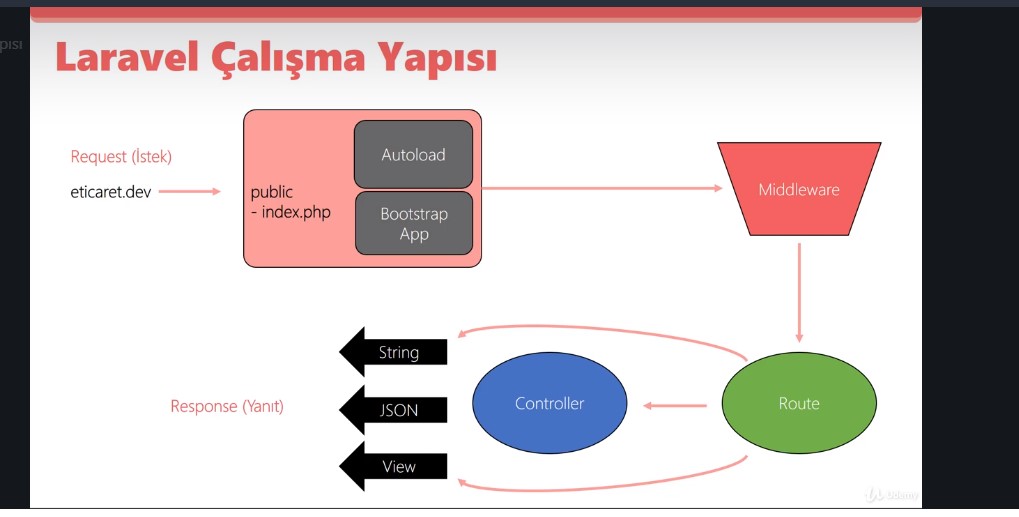 pısı
Laravel Çalışma Yapısı
Request (İstek)
eticaret.dev
public
- index.php
Autoload
Bootstrap
App
Middleware
String
JSON
View
Response (Yanıt)
Controller
Route
Udemy